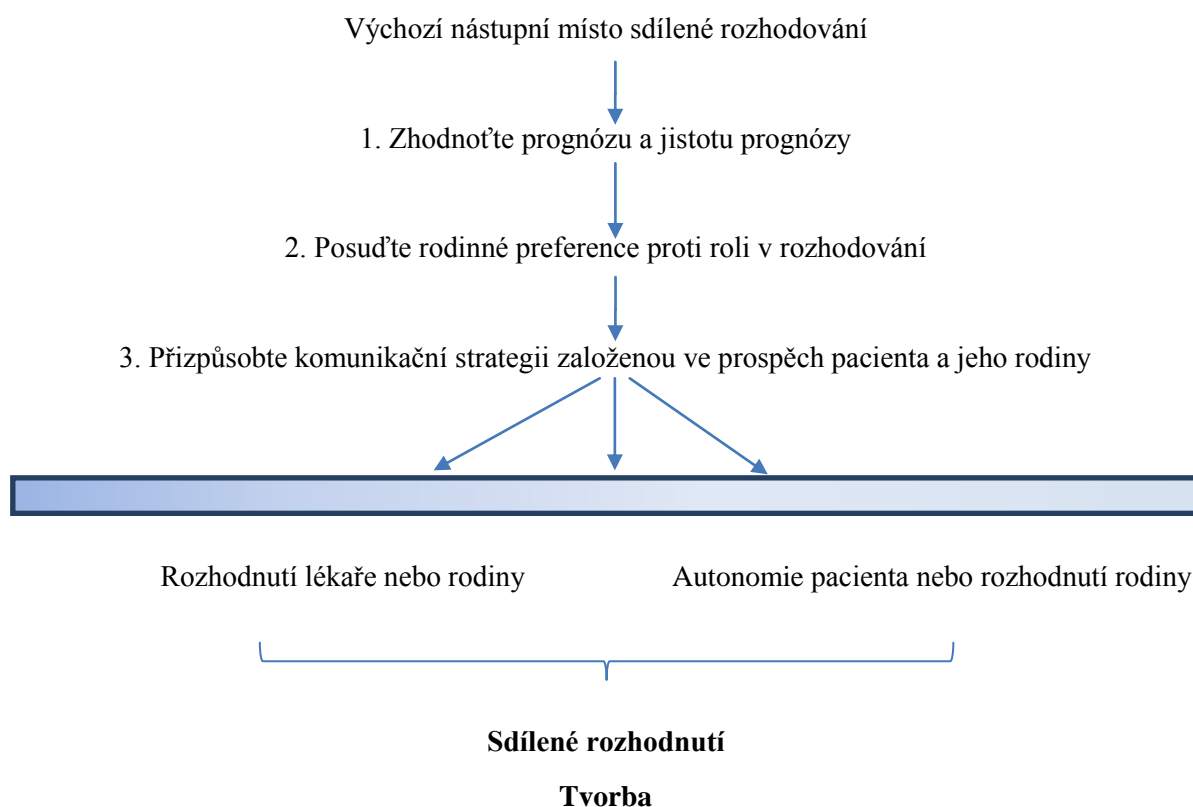 Výchozí nástupní místo sdílené rozhodování
1. Zhodnoťte prognózu a jistotu prognózy
2. Posuďte rodinné preference proti roli v rozhodování
3. Přizpůsobte komunikační strategii založenou ve prospěch pacienta a jeho rodiny
Rozhodnutí lékaře nebo rodiny
Autonomie pacienta nebo rozhodnutí rodiny
Sdílené rozhodnutí
Tvorba